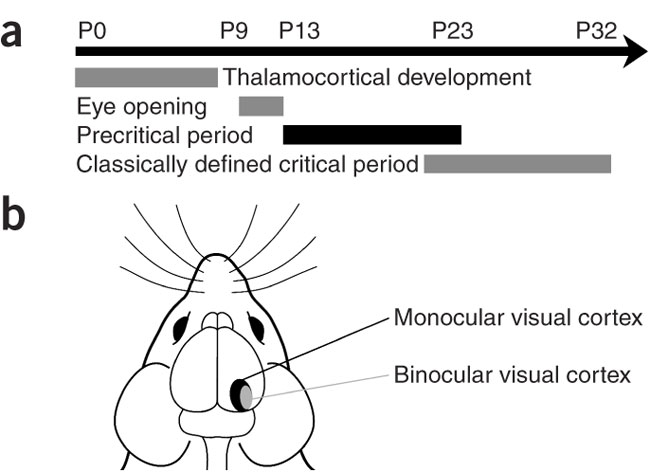 a
P0 P9 P13 P23 P32
Thalamocortical development
Eye opening
Precritical period
Classically defined critical period
b
Monocular visual cortex
Binocular visual cortex